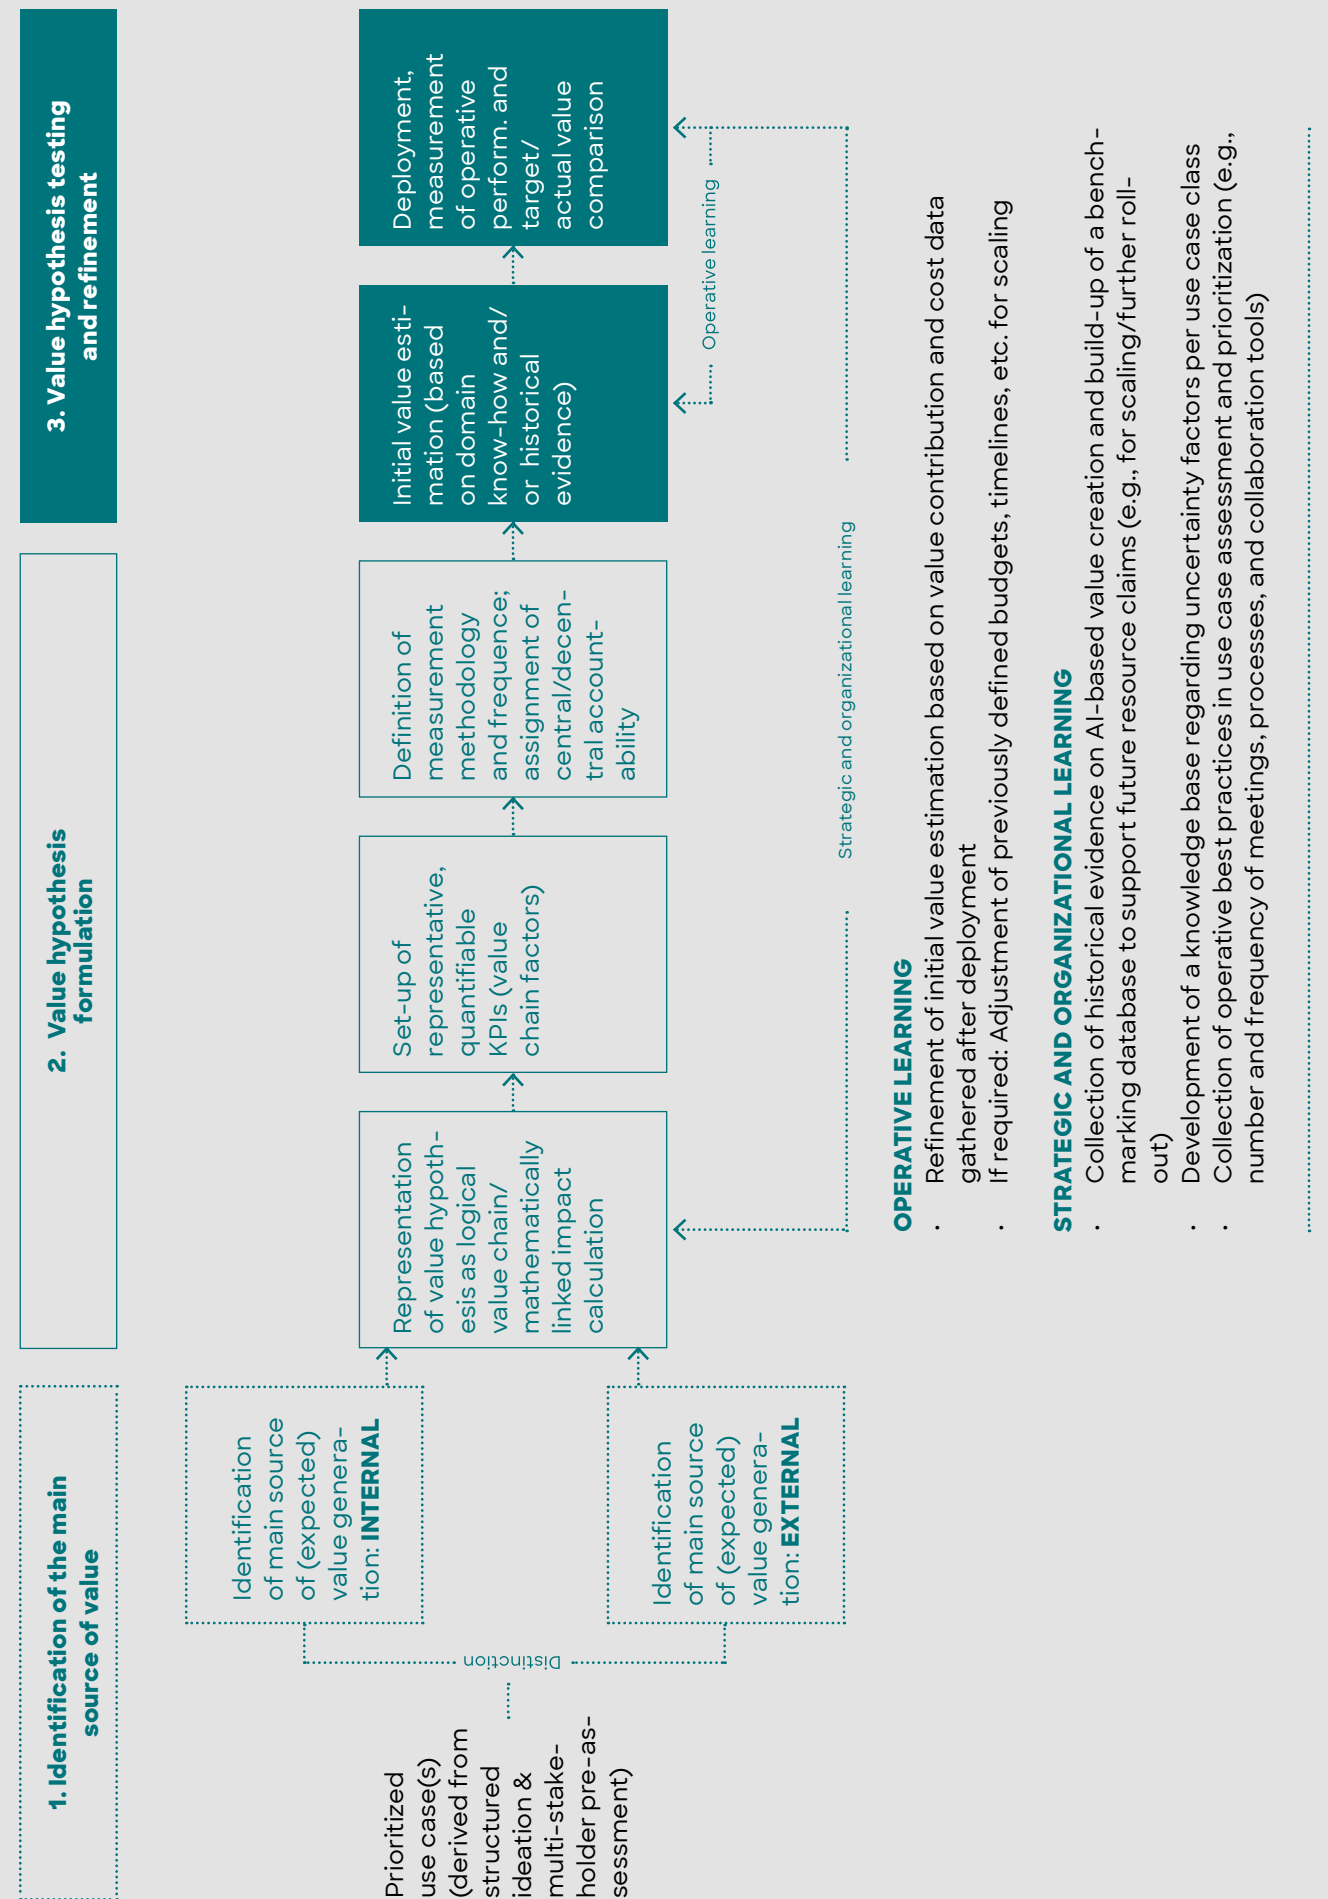 1. Identification of the main
source of value
2. Value hypothesis
formulation
3. Value hypothesis testing
and refinement
Prioritized
use case(s)
(derived from
structured
ideation &
multi-stake-
holder pre-as-
sessment)
Distinction
Identification
of main source
of (expected)
value genera-
tion: INTERNAL
Identification
of main source
of (expected)
value genera-
tion: EXTERNAL
Representation
of value hypoth-
esis as logical
value chain/
mathematically
linked impact
calculation
Set-up of
representative,
quantifiable
KPIs (value
chain factors)
Definition of
measurement
methodology
and frequence;
assignment of
central/decen-
tral account-
ability
Initial value esti-
mation (based
on domain
know-how and/
or historical
evidence)
Deployment,
measurement
of operative
perform. and
target/
actual value
comparison
Operative learning
Strategic and organizational learning
OPERATIVE LEARNING
· Refinement of initial value estimation based on value contribution and cost data
gathered after deployment
· If required: Adjustment of previously defined budgets, timelines, etc. for scaling
STRATEGIC AND ORGANIZATIONAL LEARNING
· Collection of historical evidence on AI-based value creation and build-up of a bench-
marking database to support future resource claims (e.g., for scaling/further roll-
out)
· Development of a knowledge base regarding uncertainty factors per use case class
· Collection of operative best practices in use case assessment and prioritization (e.g.,
number and frequency of meetings, processes, and collaboration tools)